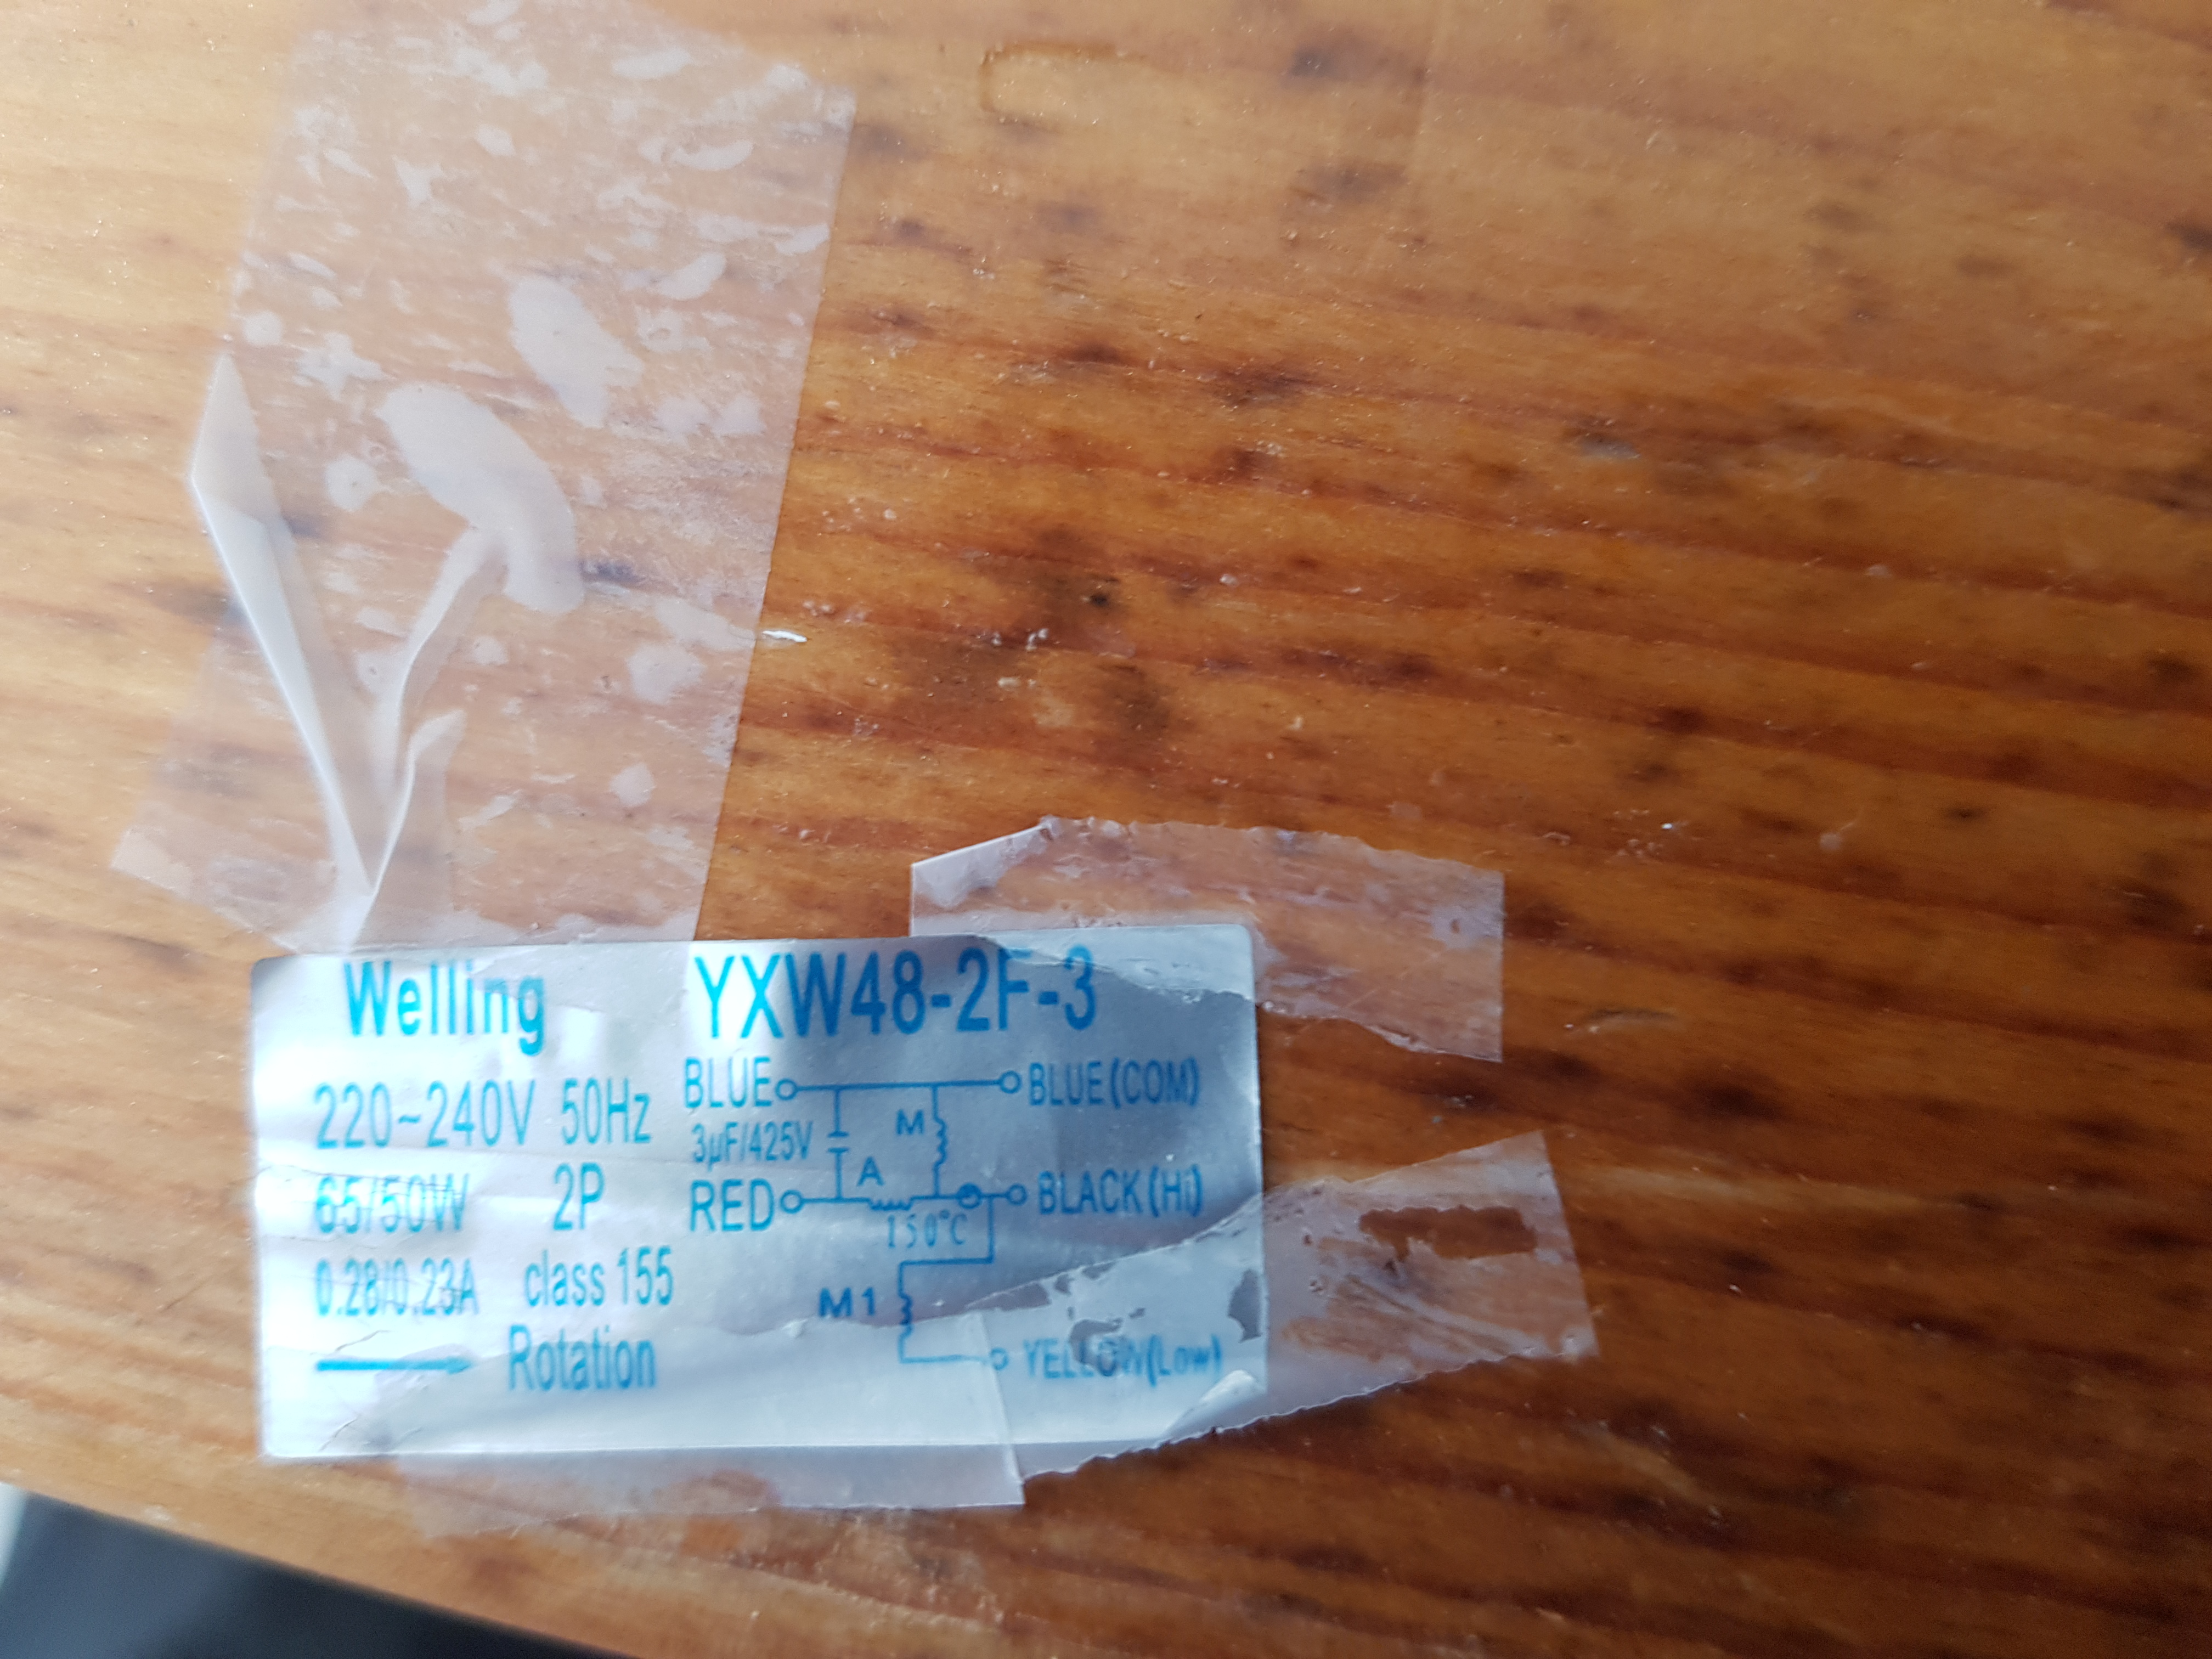 Welling YXW48-2F-3
BLUE BLUE(COM)
220~240V 50Hz
3µF/425V M
A
65/50W 2P RED BLACK(Hi)
150°C
0.28/0.23A class 155
M1
Rotation YELLOW(Low)